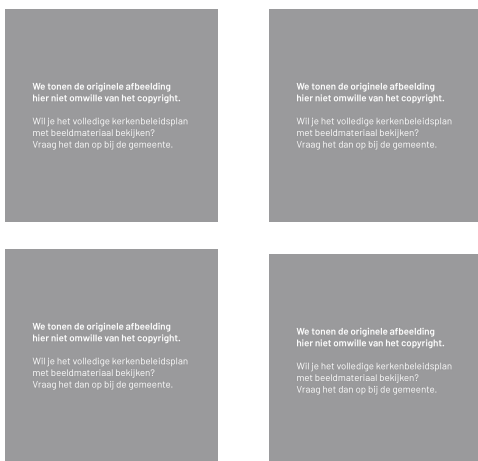 We tonen de originele afbeelding
hier niet omwille van het copyright.
Wil je het volledige kerkenbeleidsplan
met beeldmateriaal bekijken?
Vraag het dan op bij de gemeente.
We tonen de originele afbeelding
hier niet omwille van het copyright.
Wil je het volledige kerkenbeleidsplan
met beeldmateriaal bekijken?
Vraag het dan op bij de gemeente.
We tonen de originele afbeelding
hier niet omwille van het copyright.
Wil je het volledige kerkenbeleidsplan
met beeldmateriaal bekijken?
Vraag het dan op bij de gemeente.
We tonen de originele afbeelding
hier niet omwille van het copyright.
Wil je het volledige kerkenbeleidsplan
met beeldmateriaal bekijken?
Vraag het dan op bij de gemeente.